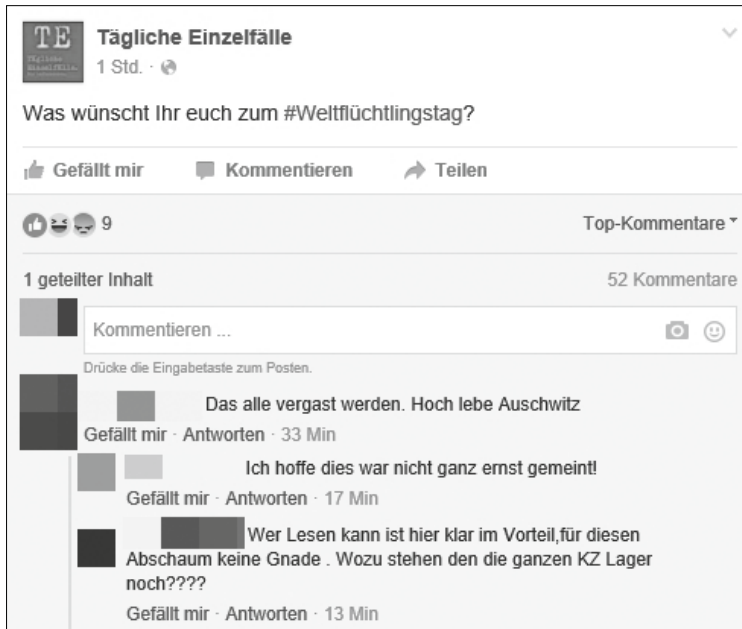 TE
Tägliche
Einzelfälle.
Tägliche Einzelfälle
1 Std. ·
Was wünscht Ihr euch zum #Weltflüchtlingstag?
Gefällt mir Kommentieren Teilen
9 Top-Kommentare
1 geteilter Inhalt 52 Kommentare
Kommentieren ...
Drücke die Eingabetaste zum Posten.
Das alle vergast werden. Hoch lebe Auschwitz
Gefällt mir · Antworten · 33 Min
Ich hoffe dies war nicht ganz ernst gemeint!
Gefällt mir · Antworten · 17 Min
Wer Lesen kann ist hier klar im Vorteil,für diesen
Abschaum keine Gnade . Wozu stehen den die ganzen KZ Lager
noch????
Gefällt mir · Antworten · 13 Min